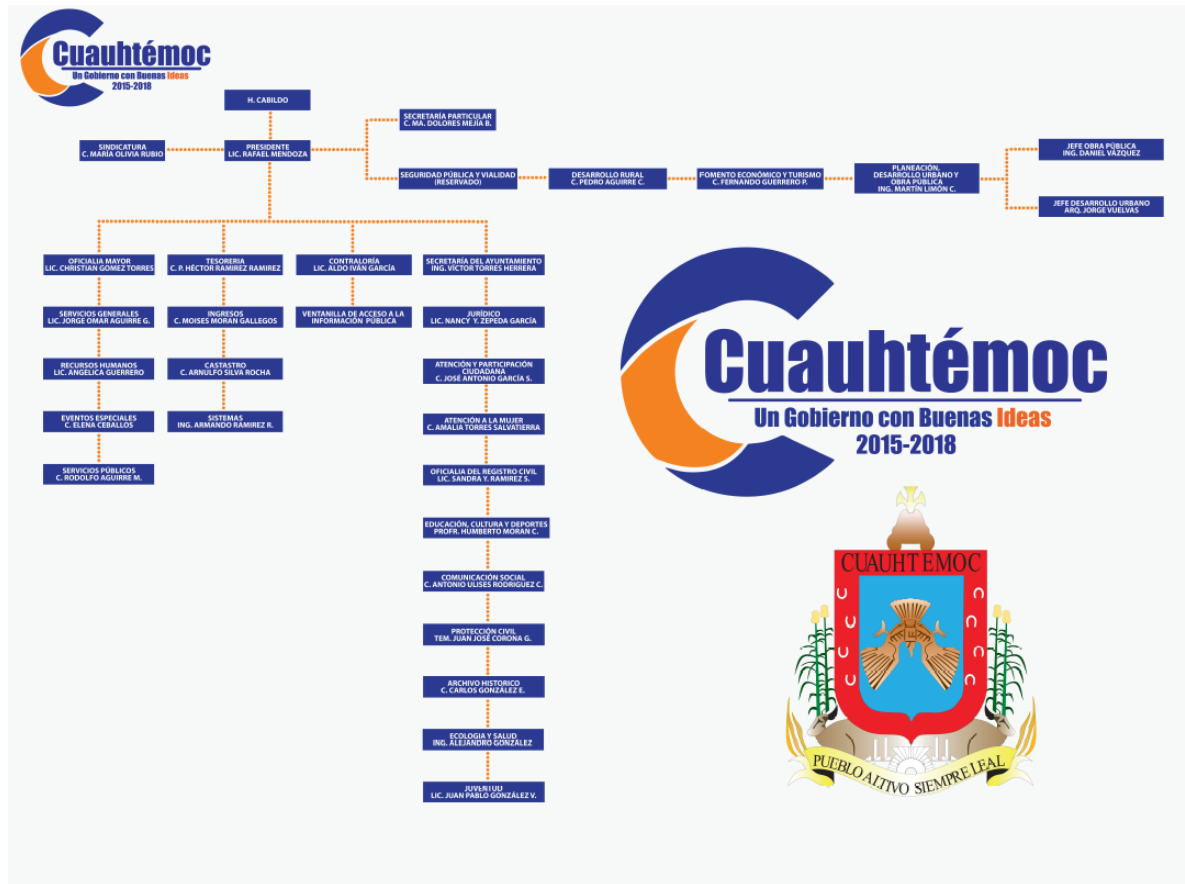 Cuauhtémoc
Un Gobierno con Buenas Ideas
2015-2018
H. CABILDO
SINDICATURA
C. MARÍA OLIVIA RUBIO
PRESIDENTE
LIC. RAFAEL MENDOZA
SECRETARÍA PARTICULAR
C. MA. DOLORES MEJÍA B.
SEGURIDAD PÚBLICA Y VIALIDAD
(RESERVADO)
DESARROLLO RURAL
C. PEDRO AGUIRRE C.
FOMENTO ECONÓMICO Y TURISMO
C. FERNANDO GUERRERO P.
PLANEACIÓN,
DESARROLLO URBANO Y
OBRA PÚBLICA
ING. MARTÍN LIMÓN C.
JEFE OBRA PÚBLICA
ING. DANIEL VÁZQUEZ
JEFE DESARROLLO URBANO
ARQ. JORGE VUELVAS
OFICIALIA MAYOR
LIC. CHRISTIAN GOMEZ TORRES
SERVICIOS GENERALES
LIC. JORGE OMAR AGUIRRE G.
RECURSOS HUMANOS
LIC. ANGÉLICA GUERRERO
EVENTOS ESPECIALES
C. ELENA CEBALLOS
SERVICIOS PÚBLICOS
C. RODOLFO AGUIRRE M.
TESORERIA
C. P. HÉCTOR RAMIREZ RAMIREZ
INGRESOS
C. MOISES MORAN GALLEGOS
CASTASTRO
C. ARNULFO SILVA ROCHA
SISTEMAS
ING. ARMANDO RAMIREZ R.
CONTRALORÍA
LIC. ALDO IVÁN GARCÍA
VENTANILLA DE ACCESO A LA
INFORMACIÓN PÚBLICA
SECRETARÍA DEL AYUNTAMIENTO
ING. VÍCTOR TORRES HERRERA
JURÍDICO
LIC. NANCY Y. ZEPEDA GARCÍA
ATENCIÓN Y PARTICIPACIÓN
CIUDADANA
C. JOSÉ ANTONIO GARCÍA S.
ATENCIÓN A LA MUJER
C. AMALIA TORRES SALVATIERRA
OFICIALIA DEL REGISTRO CIVIL
LIC. SANDRA Y. RAMIREZ S.
EDUCACIÓN, CULTURA Y DEPORTES
PROFR. HUMBERTO MORAN C.
COMUNICACIÓN SOCIAL
C. ANTONIO ULISES RODRIGUEZ C.
PROTECCIÓN CIVIL
TEM. JUAN JOSÉ CORONA G.
ARCHIVO HISTORICO
C. CARLOS GONZÁLEZ E.
ECOLOGIA Y SALUD
ING. ALEJANDRO GONZÁLEZ
JUVENTUD
LIC. JUAN PABLO GONZÁLEZ V.
Cuauhtémoc
Un Gobierno con Buenas Ideas
2015-2018
CUAUHTEMOC
PUEBLO ALTIVO SIEMPRE LEAL